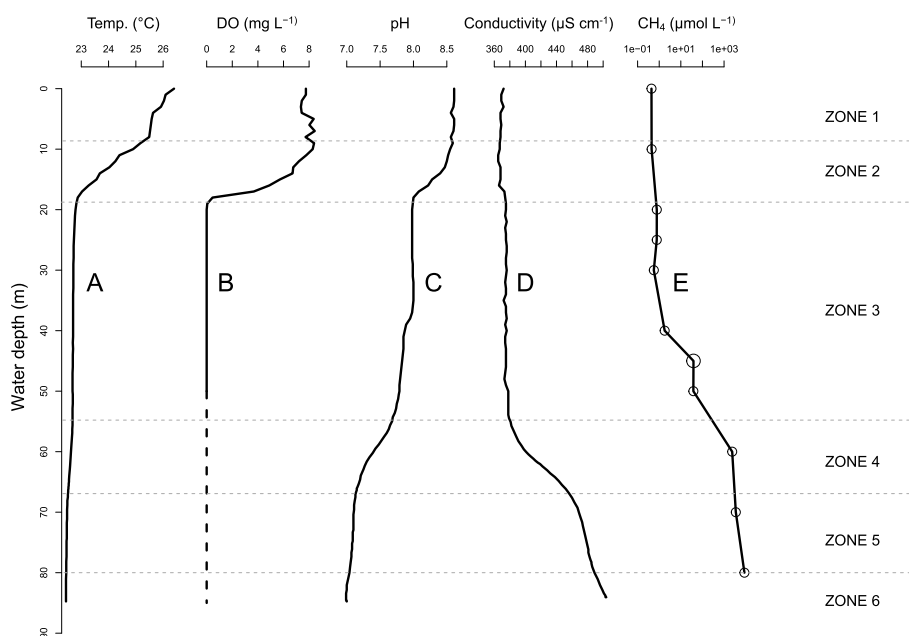 Temp. (°C) DO (mg L⁻¹) pH Conductivity (μS cm⁻¹) CH₄ (μmol L⁻¹)
23 24 25 26 0 2 4 6 8 7.0 7.5 8.0 8.5 360 400 440 480 1e−01 1e+01 1e+03
0
ZONE 1
10
ZONE 2
20
30
A B C D E
ZONE 3
Water depth (m)
40
50
60
ZONE 4
70
ZONE 5
80
ZONE 6
90